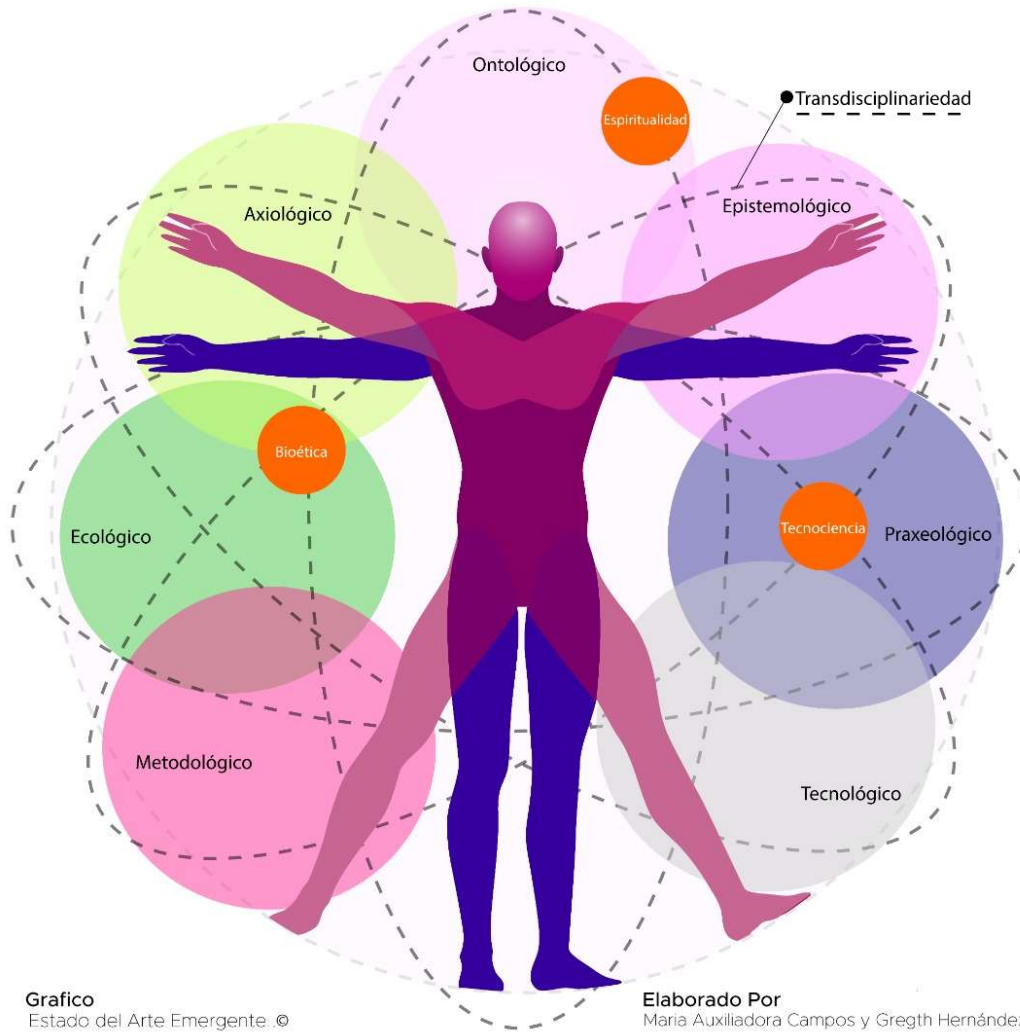 Ontológico
Espiritualidad
Transdisciplinariedad
Axiológico
Epistemológico
Bioética
Ecológico
Tecnociencia
Praxeológico
Metodológico
Tecnológico
Grafico
Estado del Arte Emergente..©
Elaborado Por
Maria Auxiliadora Campos y Gregth Hernández